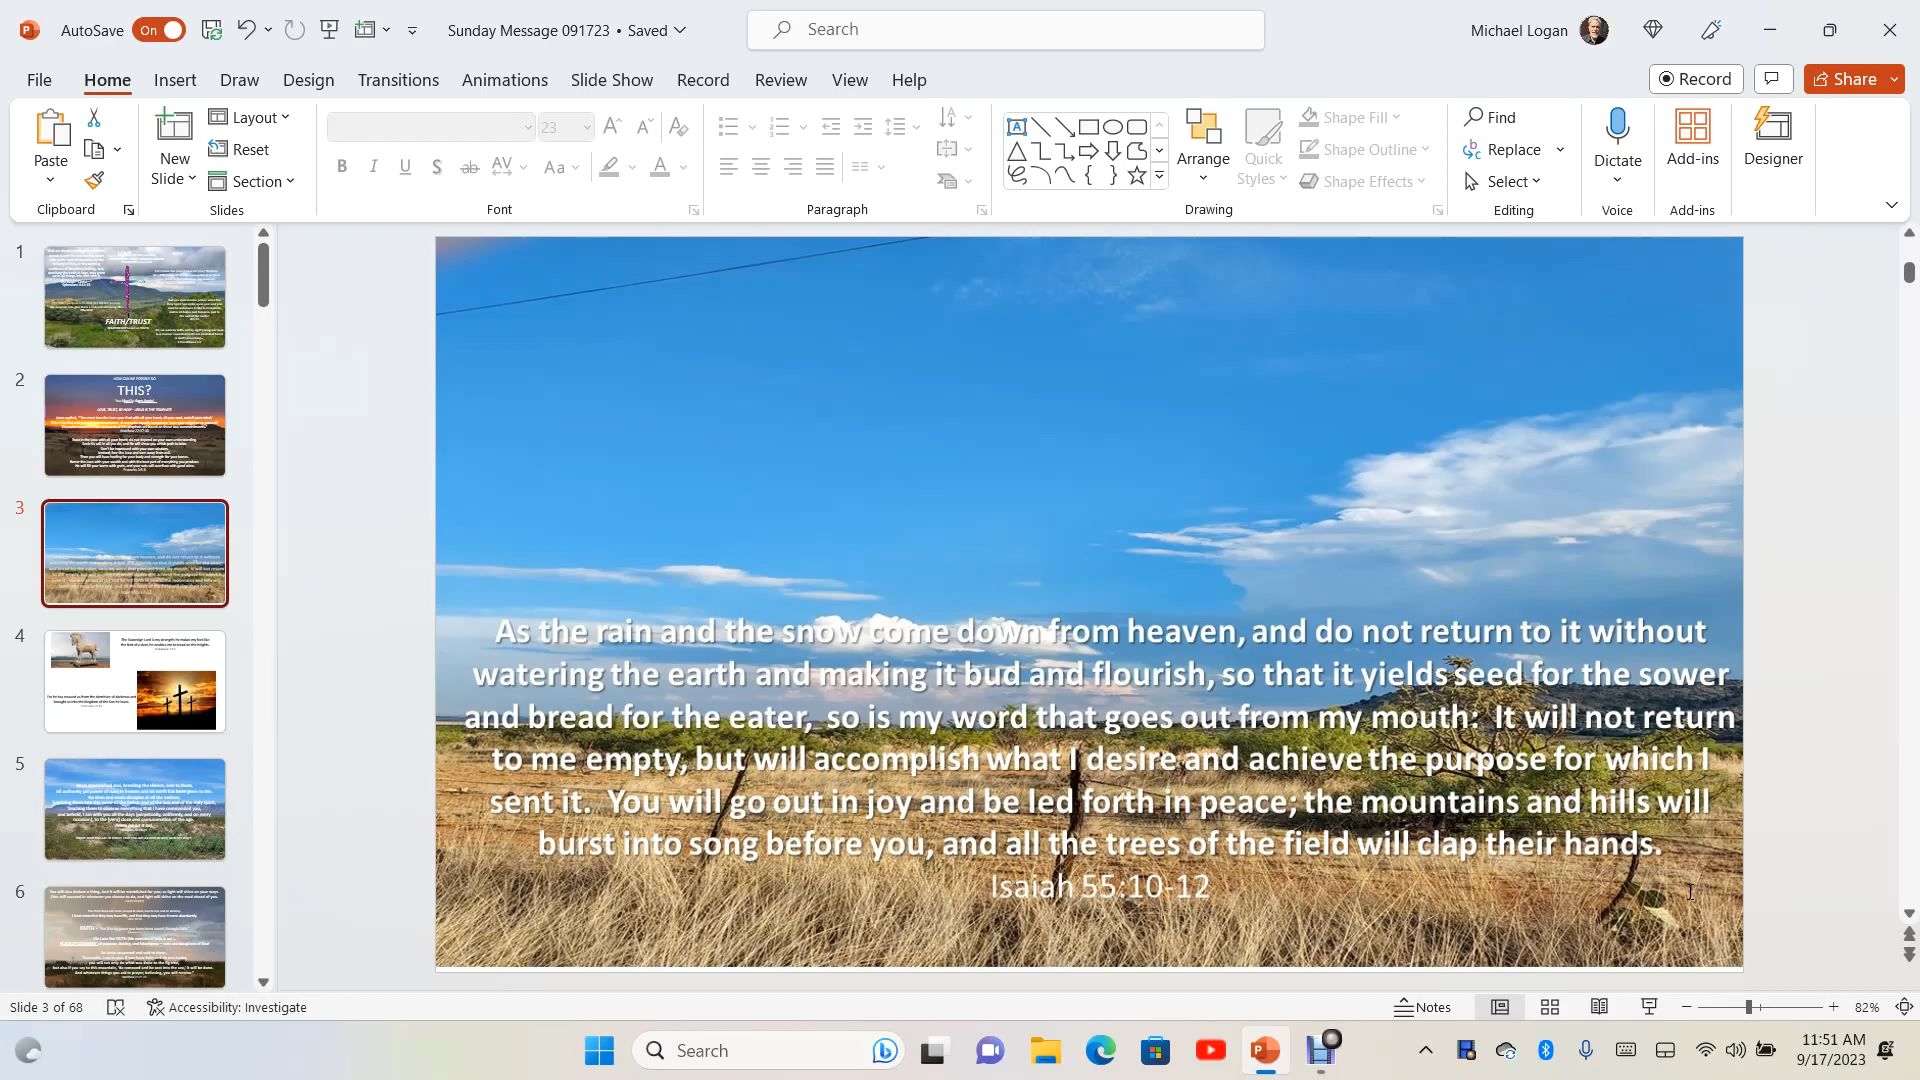 AutoSave On Sunday Message 091723 • Saved Search Michael Logan
File Home Insert Draw Design Transitions Animations Slide Show Record Review View Help Record Share
Paste New Slide Layout Reset Section
23
Arrange Quick Styles Shape Fill Shape Outline Shape Effects
Find Replace Select Dictate Add-ins Designer
Clipboard Slides Font Paragraph Drawing Editing Voice Add-ins
1
FAITH/TRUST
2
THIS?
3
4
5
6
As the rain and the snow come down from heaven, and do not return to it without
watering the earth and making it bud and flourish, so that it yields seed for the sower
and bread for the eater, so is my word that goes out from my mouth: It will not return
to me empty, but will accomplish what I desire and achieve the purpose for which I
sent it.. You will go out in joy and be led forth in peace; the mountains and hills will
burst into song before you, and all the trees of the field will clap their hands.
Isaiah 55:10-12
Slide 3 of 68 Accessibility: Investigate Notes 82%
Search
11:51 AM
9/17/2023